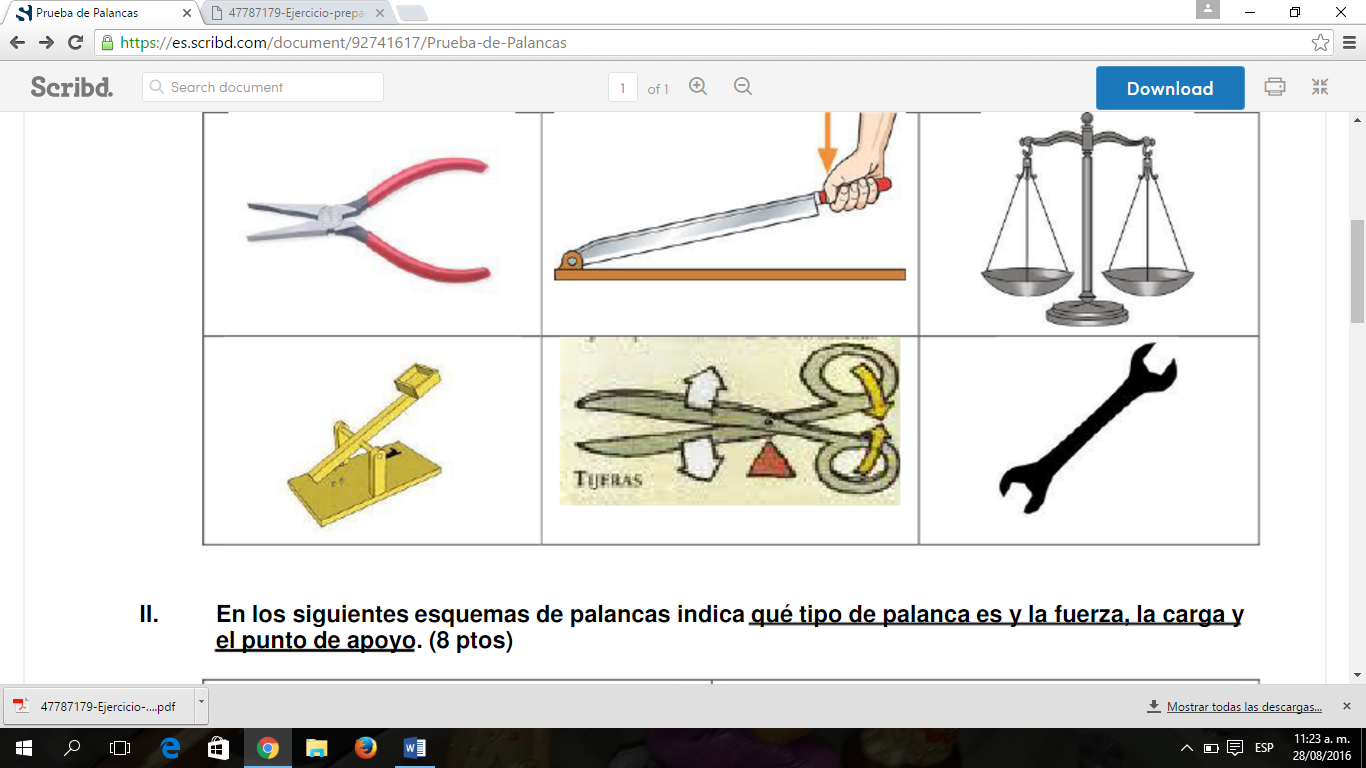 Prueba de Palancas
47787179-Ejercicio-prepa
https://es.scribd.com/document/92741617/Prueba-de-Palancas
Scribd.
Search document
1 of 1
Download
TIJERAS
II. En los siguientes esquemas de palancas indica qué tipo de palanca es y la fuerza, la carga y
el punto de apoyo. (8 ptos)
47787179-Ejercicio-....pdf
Mostrar todas las descargas...
ESP
11:23 a. m.
28/08/2016